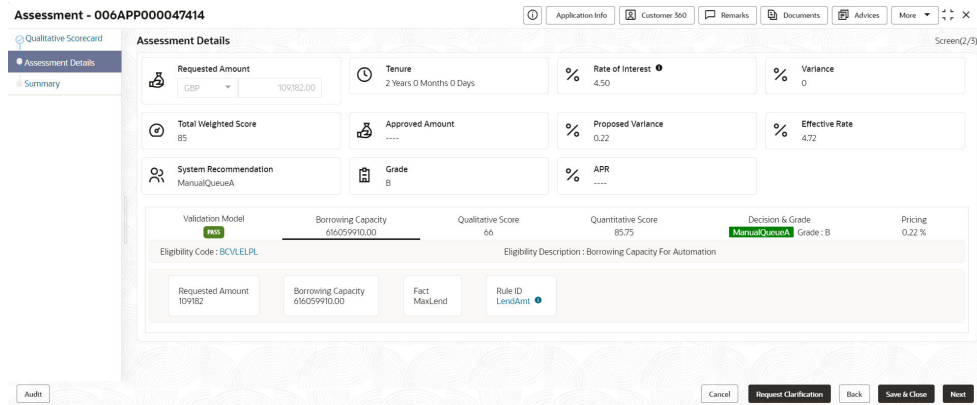 Assessment - 006APP000047414
Application Info Customer 360 Remarks Documents Advices More
Qualitative Scorecard
Assessment Details
Summary
Assessment Details Screen(2/3)
Requested Amount Tenure Rate of Interest Variance
GBP 109,182.00 2 Years 0 Months 0 Days 4.50 0
Total Weighted Score Approved Amount Proposed Variance Effective Rate
85 ---- 0.22 4.72
System Recommendation Grade APR
ManualQueueA B ----
Validation Model Borrowing Capacity Qualitative Score Quantitative Score Decision & Grade Pricing
PASS 616059910.00 66 85.75 ManualQueueA Grade : B 0.22 %
Eligibility Code : BCVLELPL Eligibility Description : Borrowing Capacity For Automation
Requested Amount Borrowing Capacity Fact Rule ID
109182 616059910.00 MaxLend LendAmt
Audit Cancel Request Clarification Back Save & Close Next